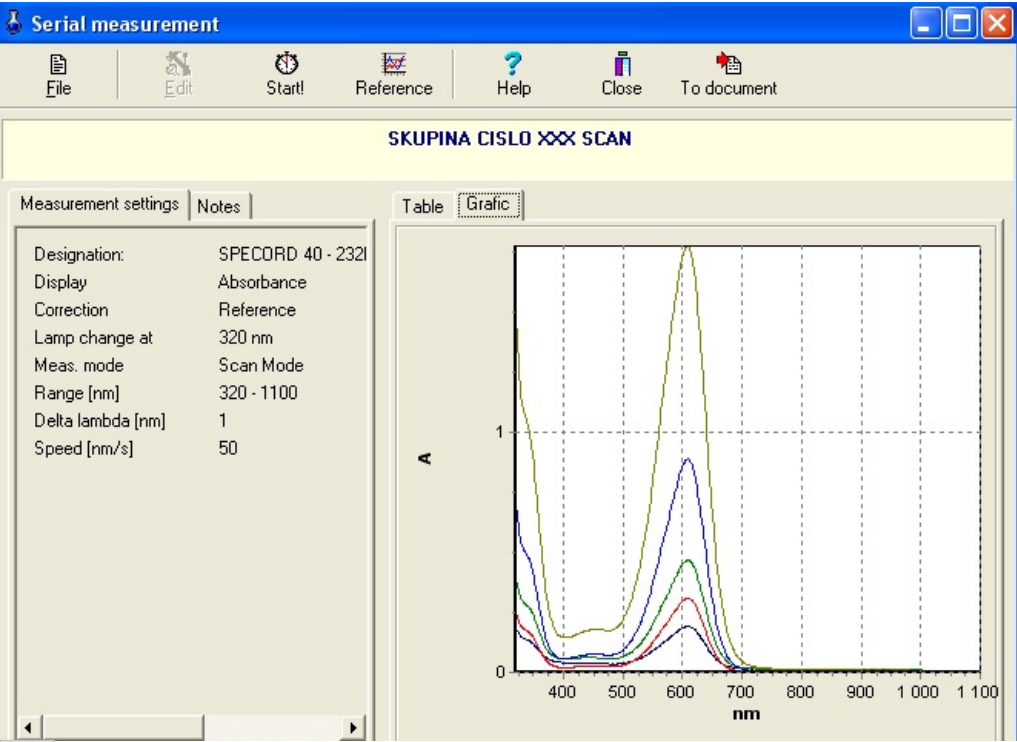 Serial measurement
File Edit Start! Reference Help Close To document
SKUPINA CISLO XXX SCAN
Measurement settings Notes
Designation: SPECORD 40 - 232
Display Absorbance
Correction Reference
Lamp change at 320 nm
Meas. mode Scan Mode
Range [nm] 320 - 1100
Delta lambda [nm] 1
Speed [nm/s] 50
Table Grafic
A
1
0
400 500 600 700 800 900 1 000 1 100
nm